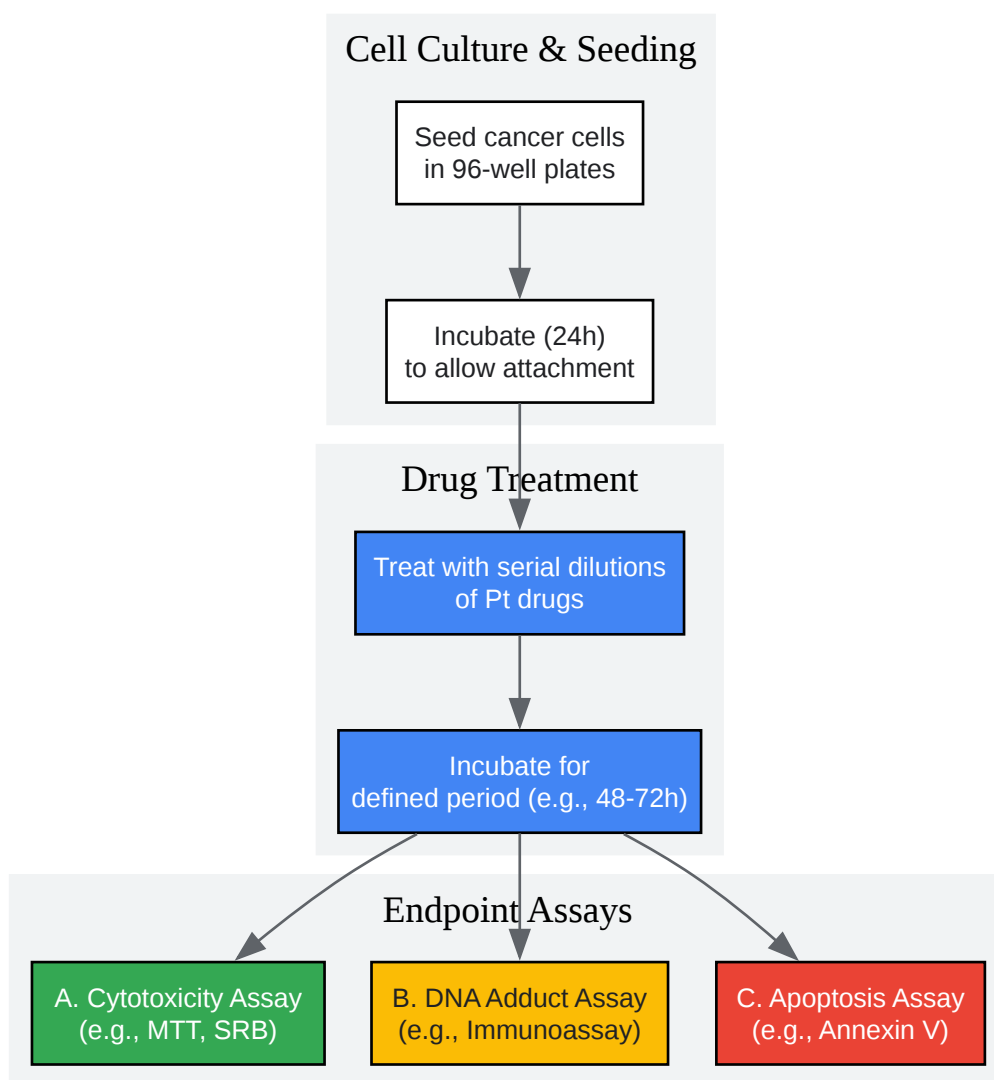 Cell Culture & Seeding
Seed cancer cells
in 96-well plates
Incubate (24h)
to allow attachment
Drug Treatment
Treat with serial dilutions
of Pt drugs
Incubate for
defined period (e.g., 48-72h)
Endpoint Assays
A. Cytotoxicity Assay
(e.g., MTT, SRB)
B. DNA Adduct Assay
(e.g., Immunoassay)
C. Apoptosis Assay
(e.g., Annexin V)